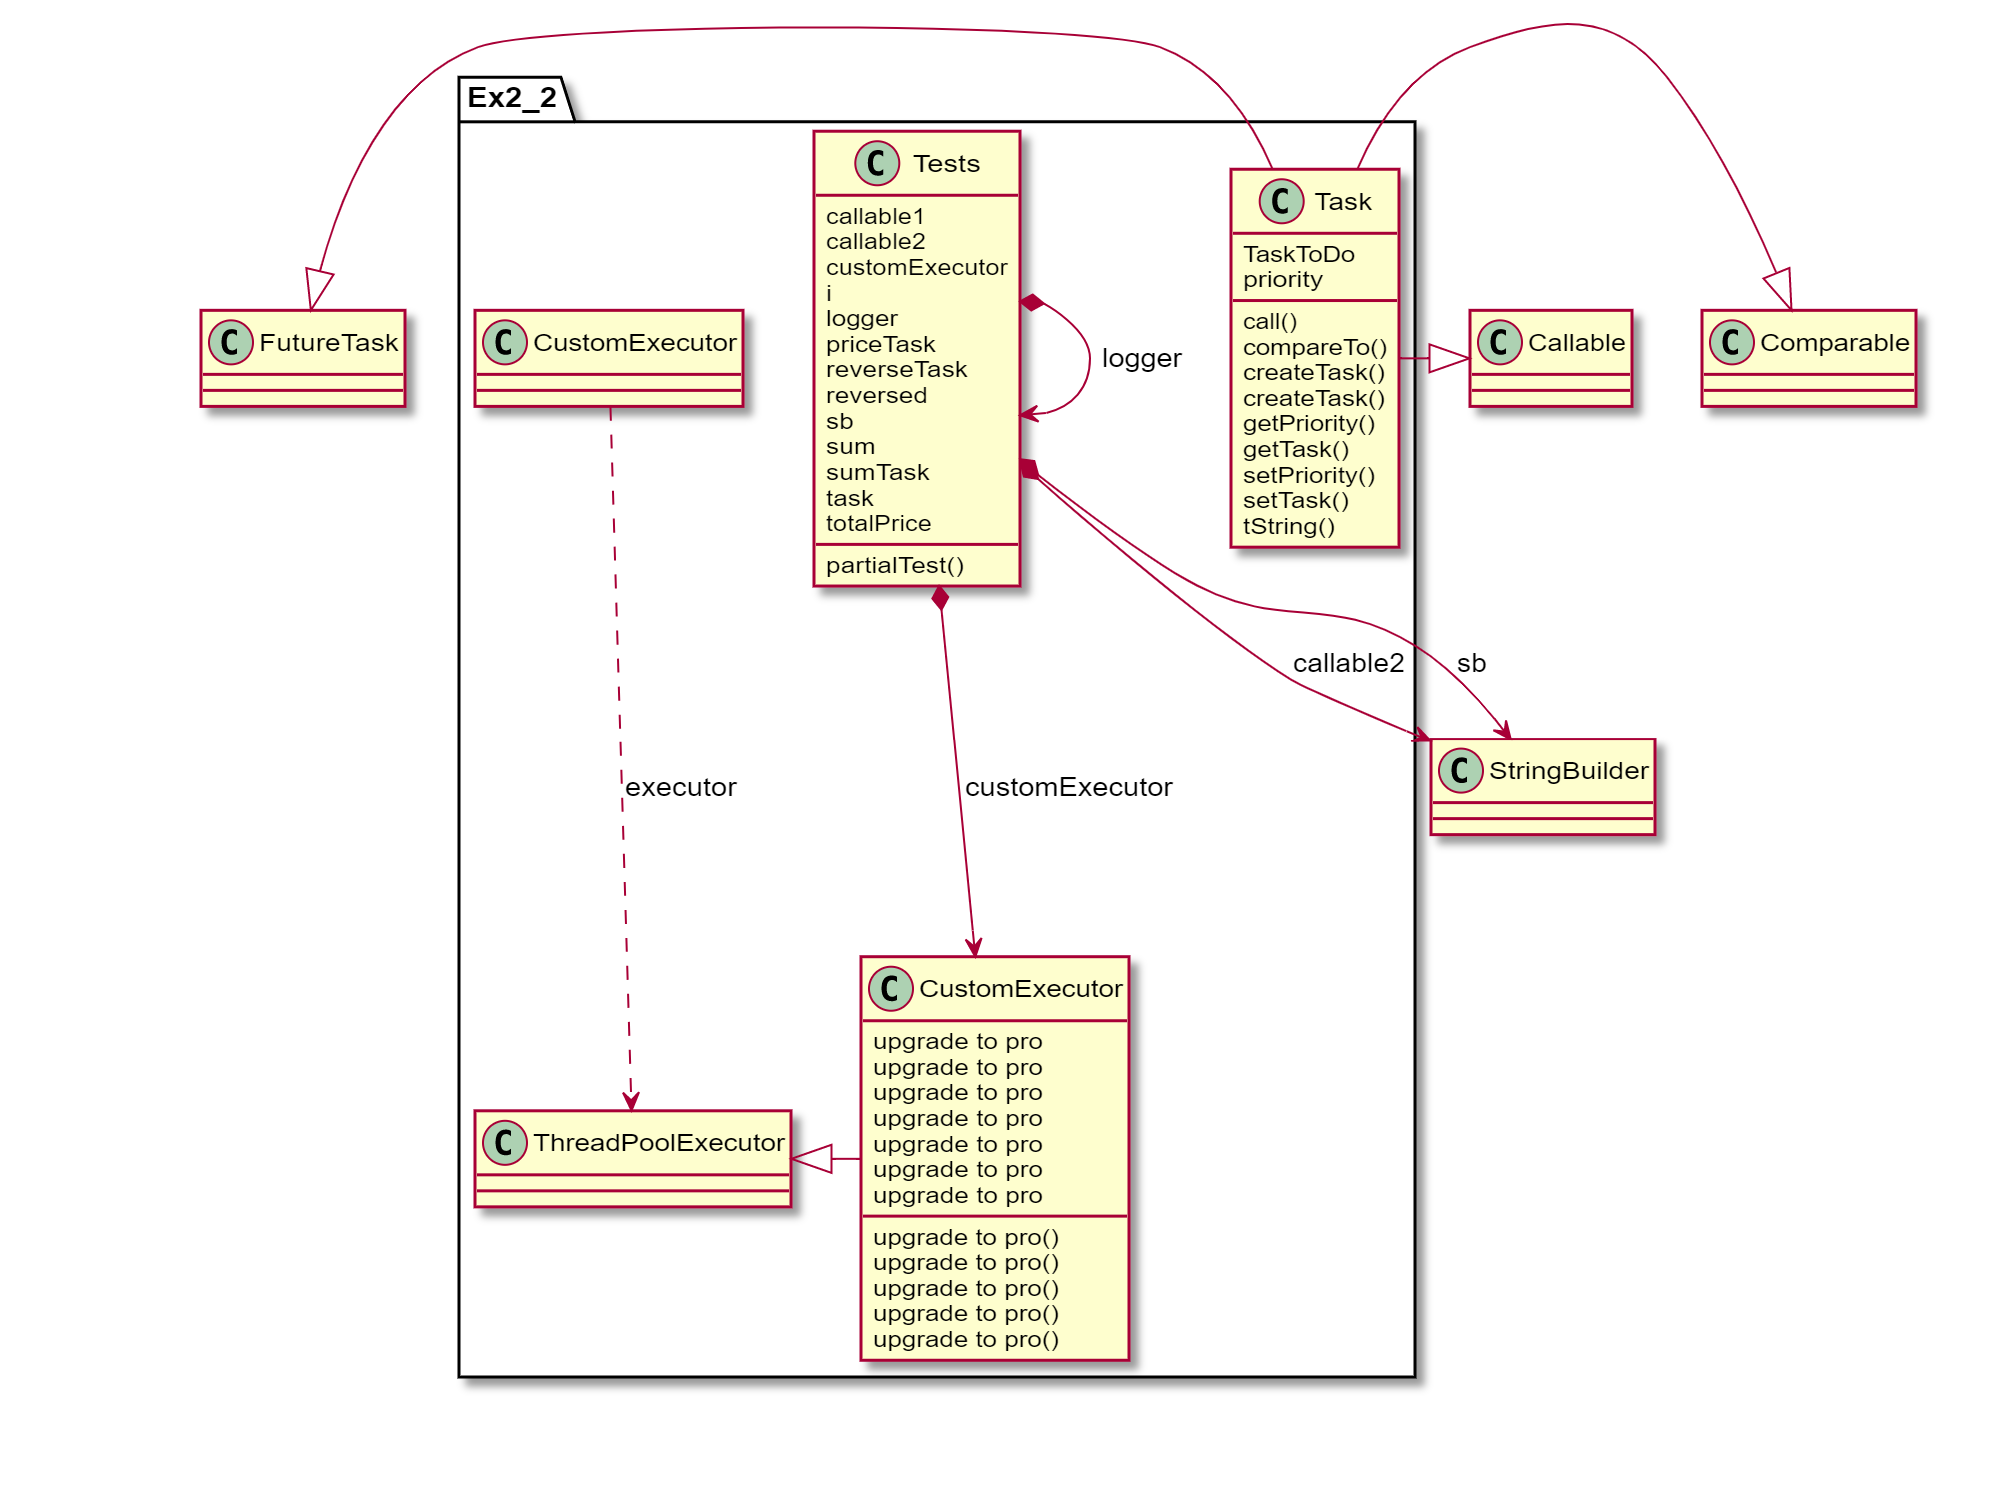 Ex2_2
C Tests
callable1
callable2
customExecutor
i
logger
priceTask
reverseTask
reversed
sb
sum
sumTask
task
totalPrice
partialTest()
C Task
TaskToDo
priority
call()
compareTo()
createTask()
createTask()
getPriority()
getTask()
setPriority()
setTask()
tString()
C FutureTask
C CustomExecutor
logger
C Callable
C Comparable
callable2
sb
C StringBuilder
executor
customExecutor
C CustomExecutor
upgrade to pro
upgrade to pro
upgrade to pro
upgrade to pro
upgrade to pro
upgrade to pro
upgrade to pro
upgrade to pro()
upgrade to pro()
upgrade to pro()
upgrade to pro()
upgrade to pro()
C ThreadPoolExecutor